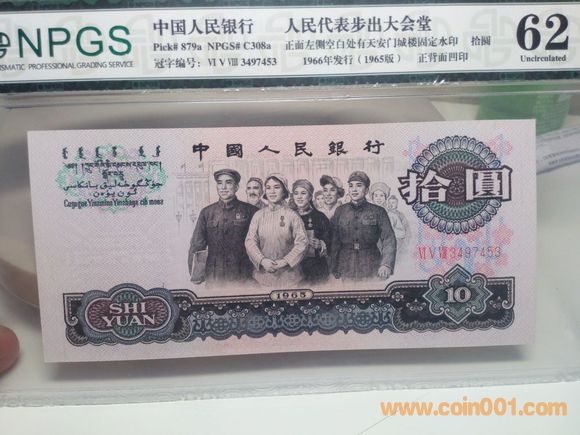 NPGS
NUMISMATIC PROFESSIONAL GRADING SERVICE
中国人民银行 人民代表步出大会堂
Pick# 879a NPGS# C308a 正面左侧空白处有天安门城楼固定水印 拾圆
冠字编号: VI V VIII 3497453 1966年发行 (1965版) 正背面凹印
62
Uncirculated
中國人民銀行
拾圓
VI V VIII 3497453
1965
SHI
YUAN
10
www.coin001.com